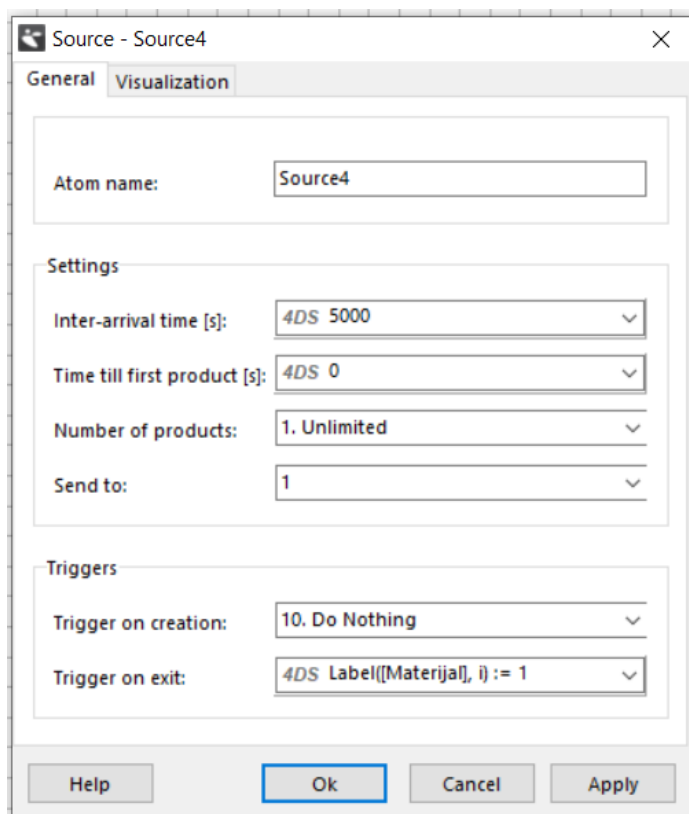 Source - Source4
General Visualization
Atom name: Source4
Settings
Inter-arrival time [s]: 4DS 5000
Time till first product [s]: 4DS 0
Number of products: 1. Unlimited
Send to: 1
Triggers
Trigger on creation: 10. Do Nothing
Trigger on exit: 4DS Label([Materijal], i) := 1
Help Ok Cancel Apply